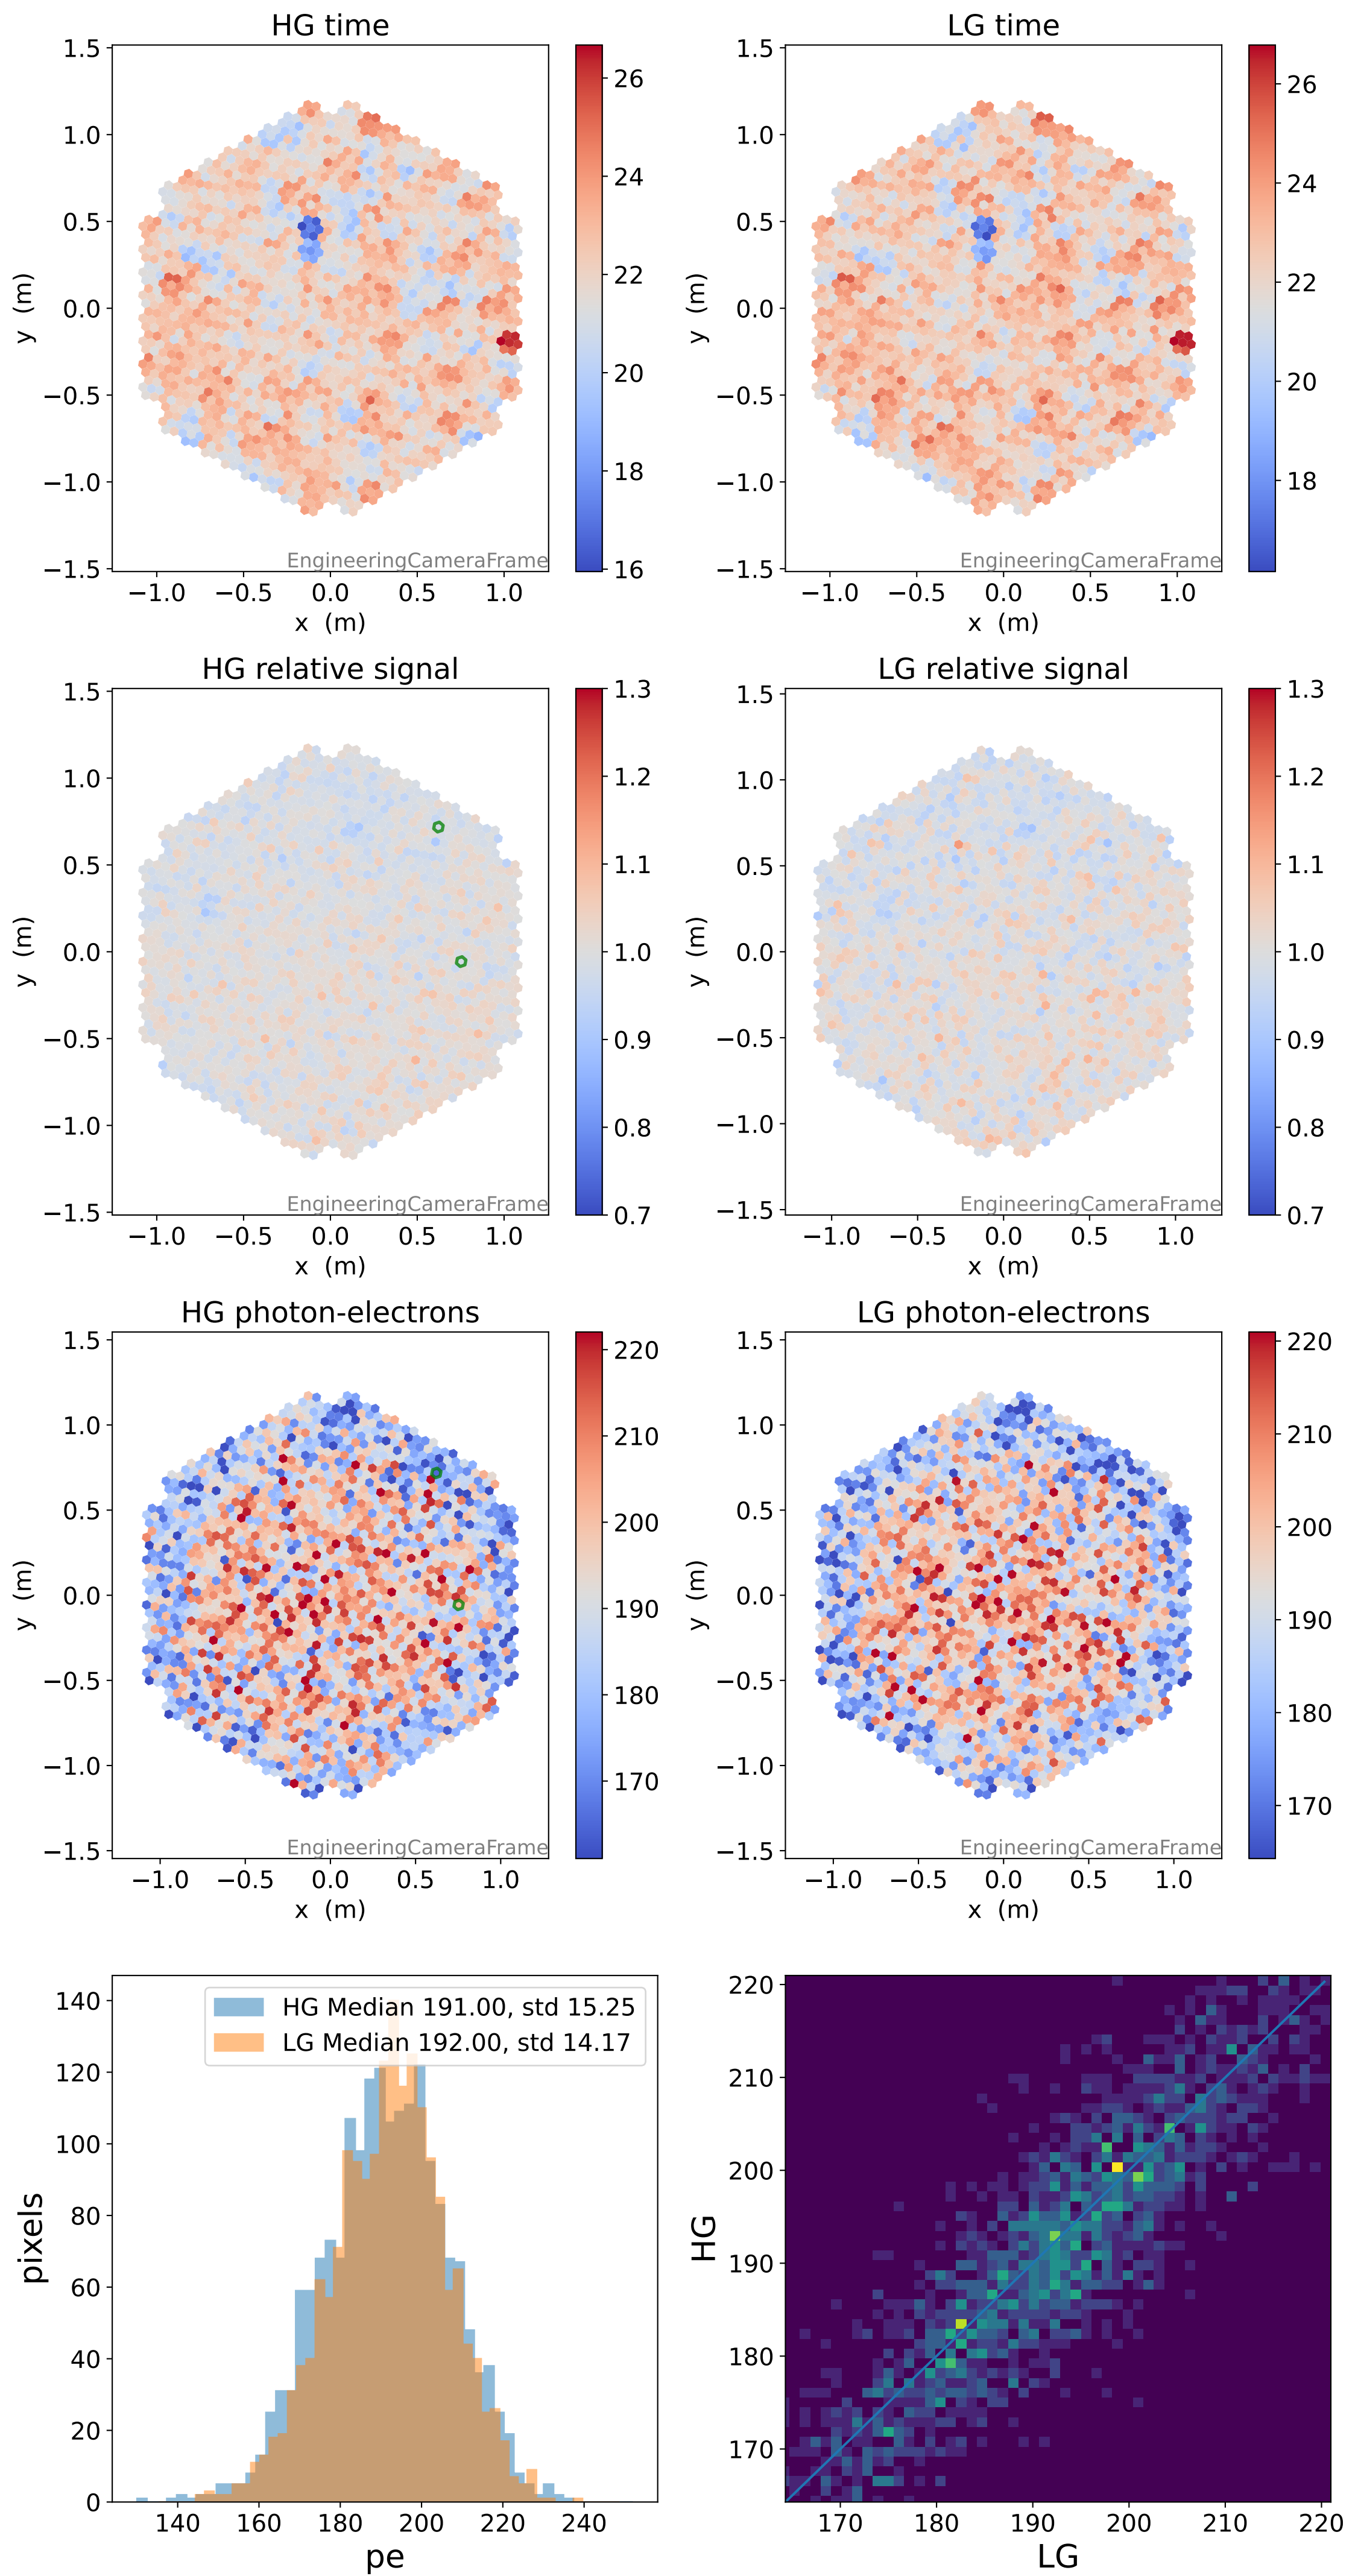 HG time
LG time
1.5
1.0
0.5
0.0
−0.5
−1.0
−1.5
y (m)
−1.0 −0.5 0.0 0.5 1.0
x (m)
EngineeringCameraFrame
26
24
22
20
18
16
1.5
1.0
0.5
0.0
−0.5
−1.0
−1.5
y (m)
−1.0 −0.5 0.0 0.5 1.0
x (m)
EngineeringCameraFrame
26
24
22
20
18
HG relative signal
LG relative signal
1.5
1.0
0.5
0.0
−0.5
−1.0
−1.5
y (m)
−1.0 −0.5 0.0 0.5 1.0
x (m)
EngineeringCameraFrame
1.3
1.2
1.1
1.0
0.9
0.8
0.7
1.5
1.0
0.5
0.0
−0.5
−1.0
−1.5
y (m)
−1.0 −0.5 0.0 0.5 1.0
x (m)
EngineeringCameraFrame
1.3
1.2
1.1
1.0
0.9
0.8
0.7
HG photon-electrons
LG photon-electrons
1.5
1.0
0.5
0.0
−0.5
−1.0
−1.5
y (m)
−1.0 −0.5 0.0 0.5 1.0
x (m)
EngineeringCameraFrame
220
210
200
190
180
170
1.5
1.0
0.5
0.0
−0.5
−1.0
−1.5
y (m)
−1.0 −0.5 0.0 0.5 1.0
x (m)
EngineeringCameraFrame
220
210
200
190
180
170
HG Median 191.00, std 15.25
LG Median 192.00, std 14.17
140
120
100
80
60
40
20
0
pixels
140 160 180 200 220 240
pe
220
210
200
190
180
170
HG
170 180 190 200 210 220
LG